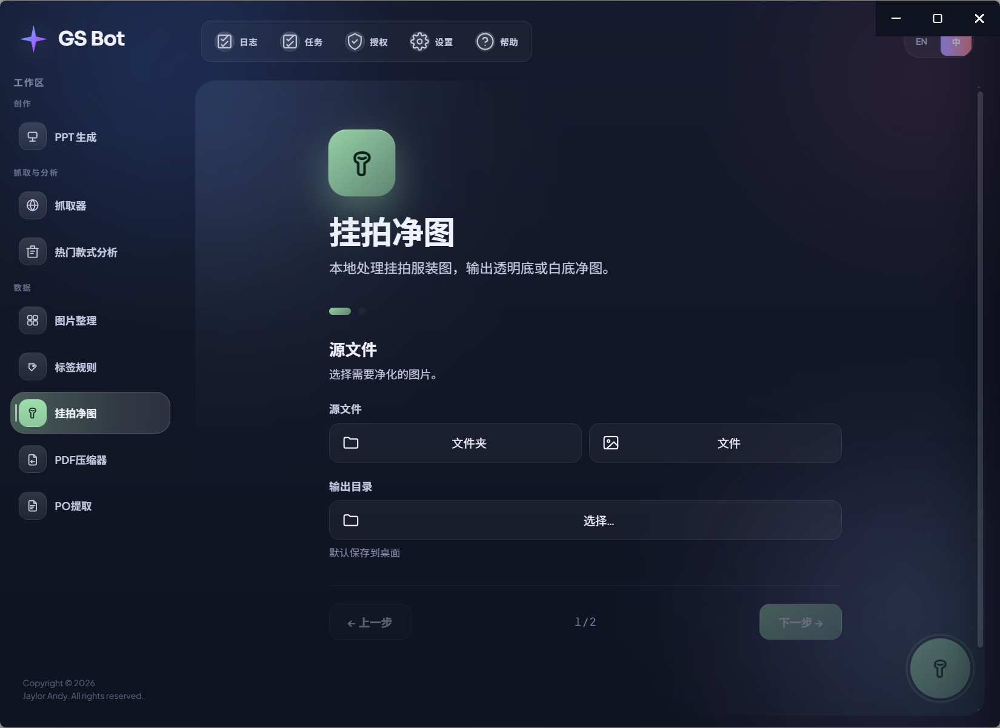 GS Bot
日志
任务
授权
设置
帮助
EN
中
工作区
创作
PPT 生成
抓取与分析
抓取器
热门款式分析
数据
图片整理
标签规则
挂拍净图
PDF压缩器
PO提取
挂拍净图
本地处理挂拍服装图，输出透明底或白底净图。
源文件
选择需要净化的图片。
源文件
文件夹
文件
输出目录
选择...
默认保存到桌面
← 上一步
1/2
下一步 →
Copyright © 2026
Jaylor Andy. All rights reserved.